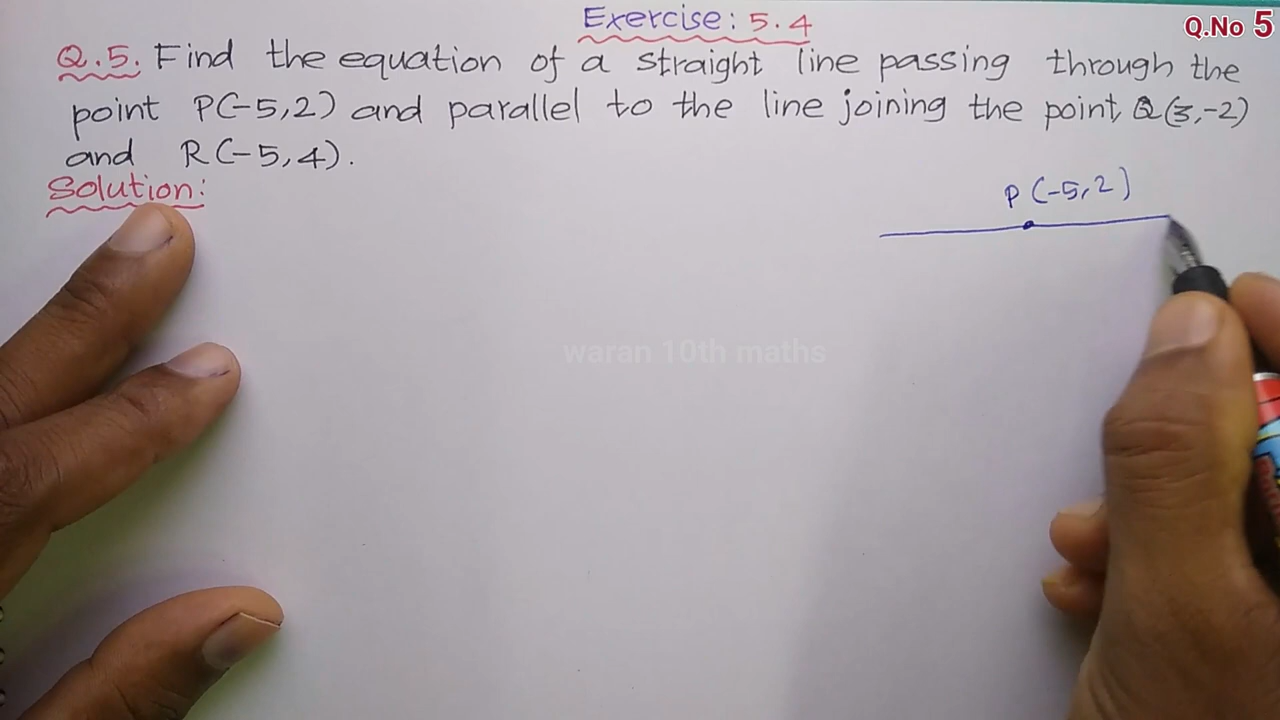 Exercise: 5.4
Q.No 5
Q.5. Find the equation of a straight line passing through the
point P(-5,2) and parallel to the line joining the point, Q(3,-2)
and R(-5,4).
Solution:
P(-5,2)
waran 10th maths